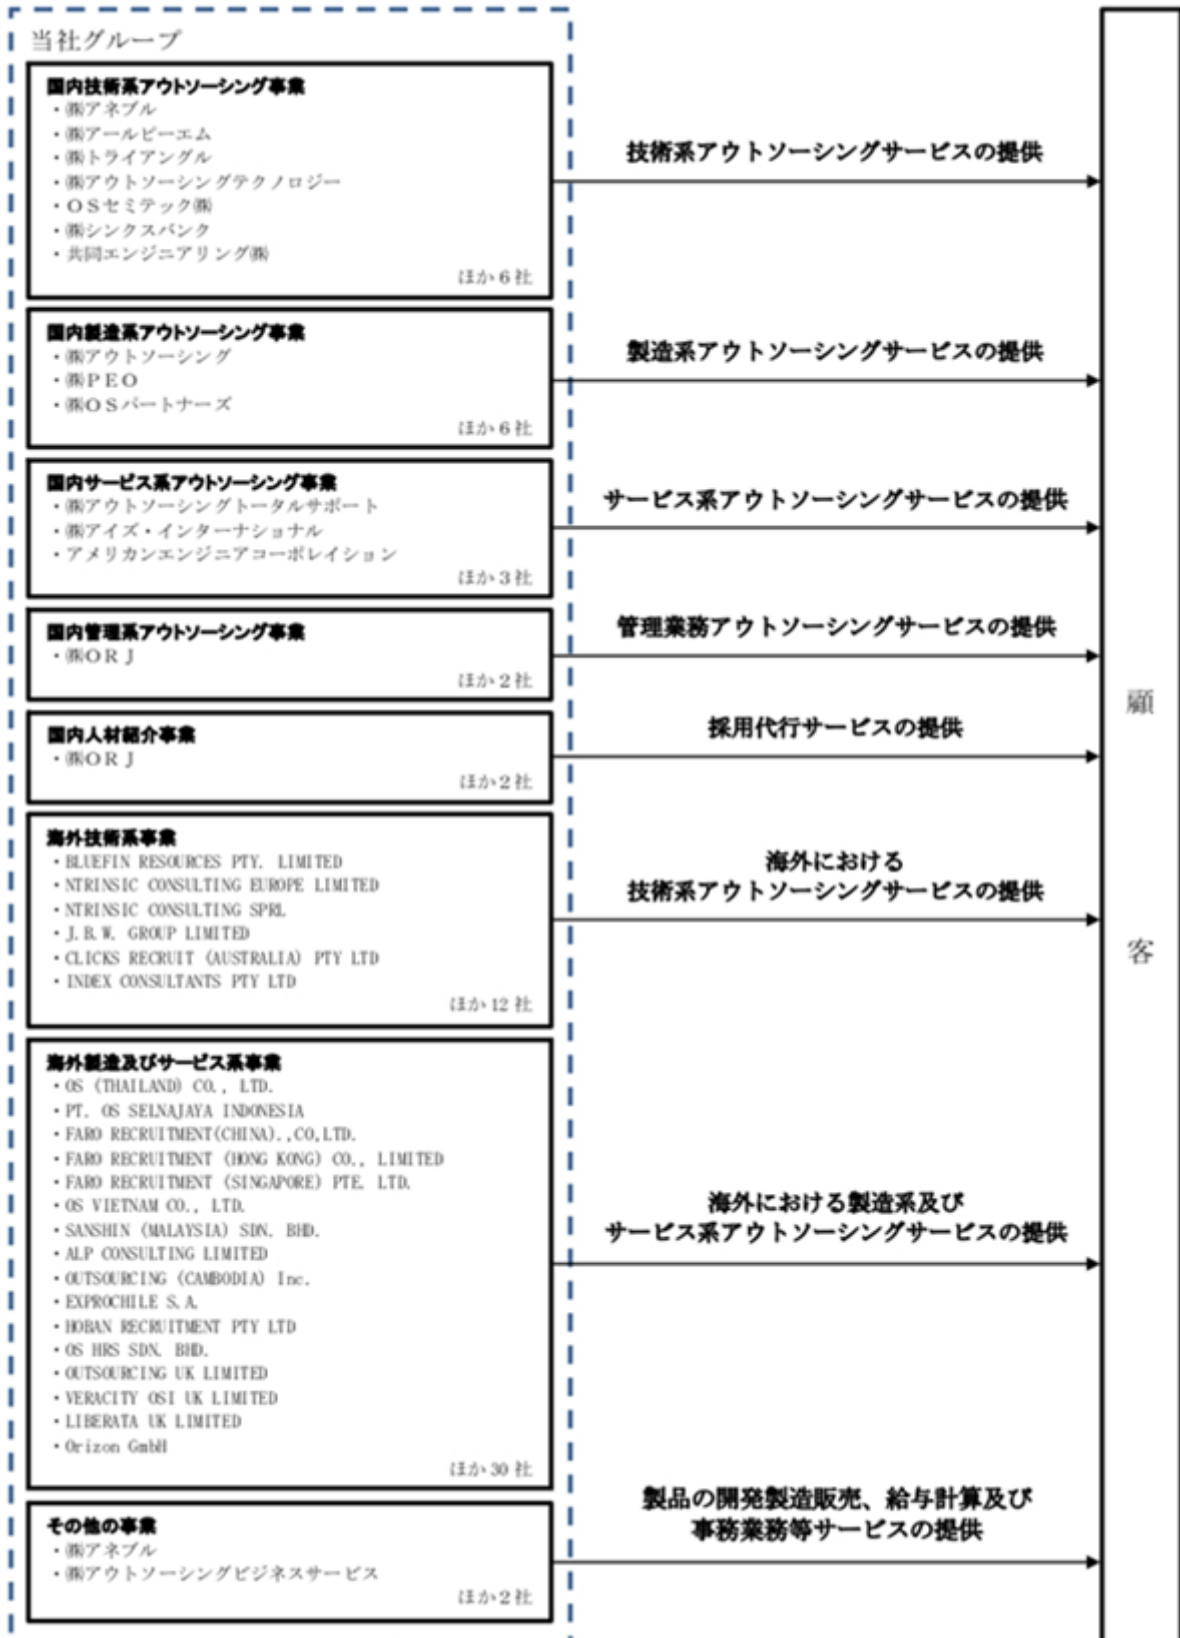 当社グループ
国内技術系アウトソーシング事業
・㈱アネブル
・㈱アールピーエム
・㈱トライアングル
・㈱アウトソーシングテクノロジー
・ＯＳセミテック㈱
・㈱シンクスバンク
・共同エンジニアリング㈱
ほか６社
技術系アウトソーシングサービスの提供
国内製造系アウトソーシング事業
・㈱アウトソーシング
・㈱ＰＥＯ
・㈱ＯＳパートナーズ
ほか６社
製造系アウトソーシングサービスの提供
国内サービス系アウトソーシング事業
・㈱アウトソーシングトータルサポート
・㈱アイズ・インターナショナル
・アメリカンエンジニアコーポレイション
ほか３社
サービス系アウトソーシングサービスの提供
国内管理系アウトソーシング事業
・㈱ＯＲＪ
ほか２社
管理業務アウトソーシングサービスの提供
国内人材紹介事業
・㈱ＯＲＪ
ほか２社
採用代行サービスの提供
海外技術系事業
・BLUEFIN RESOURCES PTY. LIMITED
・NTRINSIC CONSULTING EUROPE LIMITED
・NTRINSIC CONSULTING SPRL
・J.B.W. GROUP LIMITED
・CLICKS RECRUIT (AUSTRALIA) PTY LTD
・INDEX CONSULTANTS PTY LTD
ほか12社
海外における
技術系アウトソーシングサービスの提供
海外製造及びサービス系事業
・OS (THAILAND) CO., LTD.
・PT. OS SELNAJAYA INDONESIA
・FARO RECRUITMENT(CHINA).,CO,LTD.
・FARO RECRUITMENT (HONG KONG) CO., LIMITED
・FARO RECRUITMENT (SINGAPORE) PTE. LTD.
・OS VIETNAM CO., LTD.
・SANSHIN (MALAYSIA) SDN. BHD.
・ALP CONSULTING LIMITED
・OUTSOURCING (CAMBODIA) Inc.
・EXPROCHILE S.A.
・HOBAN RECRUITMENT PTY LTD
・OS HRS SDN. BHD.
・OUTSOURCING UK LIMITED
・VERACITY OSI UK LIMITED
・LIBERATA UK LIMITED
・Orizon GmbH
ほか30社
海外における製造系及び
サービス系アウトソーシングサービスの提供
その他の事業
・㈱アネブル
・㈱アウトソーシングビジネスサービス
ほか２社
製品の開発製造販売、給与計算及び
事務業務等サービスの提供
顧
客